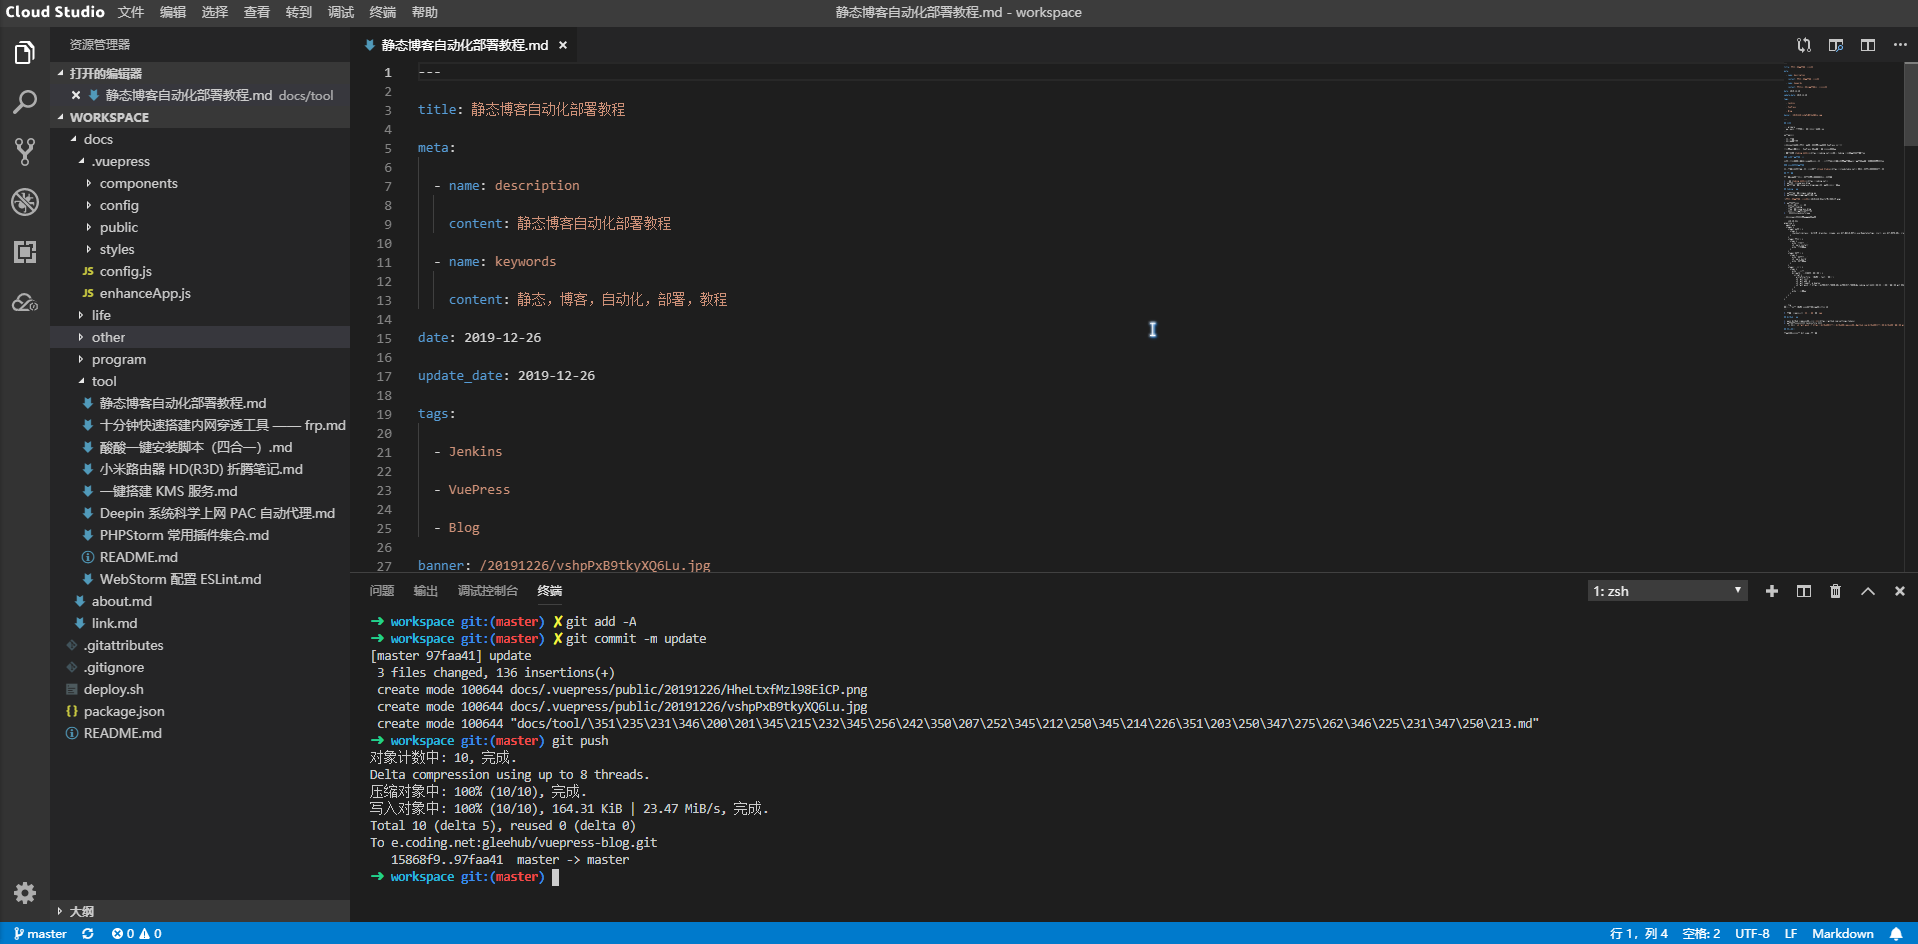 Cloud Studio 文件 编辑 选择 查看 转到 调试 终端 帮助
静态博客自动化部署教程.md - workspace
资源管理器
打开的编辑器
静态博客自动化部署教程.md docs/tool
WORKSPACE
docs
.vuepress
components
config
public
styles
JS config.js
JS enhanceApp.js
life
other
program
tool
静态博客自动化部署教程.md
十分钟快速搭建内网穿透工具 —— frp.md
酸酸一键安装脚本（四合一）.md
小米路由器 HD(R3D) 折腾笔记.md
一键搭建 KMS 服务.md
Deepin 系统科学上网 PAC 自动代理.md
PHPStorm 常用插件集合.md
README.md
WebStorm 配置 ESLint.md
about.md
link.md
.gitattributes
.gitignore
deploy.sh
{} package.json
README.md
大纲
静态博客自动化部署教程.md
1 ---
2
3 title: 静态博客自动化部署教程
4
5 meta:
6
7 - name: description
8
9 content: 静态博客自动化部署教程
10
11 - name: keywords
12
13 content: 静态，博客，自动化，部署，教程
14
15 date: 2019-12-26
16
17 update_date: 2019-12-26
18
19 tags:
20
21 - Jenkins
22
23 - VuePress
24
25 - Blog
26
27 banner: /20191226/vshpPxB9tkyXQ6Lu.jpg
问题 输出 调试控制台 终端
1: zsh
➜ workspace git:(master) ✗ git add -A
➜ workspace git:(master) ✗ git commit -m update
[master 97faa41] update
3 files changed, 136 insertions(+)
create mode 100644 docs/.vuepress/public/20191226/HheLtxfMzl98EiCP.png
create mode 100644 docs/.vuepress/public/20191226/vshpPxB9tkyXQ6Lu.jpg
create mode 100644 "docs/tool/\351\235\231\346\200\201\345\215\232\345\256\242\350\207\252\345\212\250\345\214\226\351\203\250\347\275\262\346\225\231\347\250\213.md"
➜ workspace git:(master) git push
对象计数中: 10, 完成.
Delta compression using up to 8 threads.
压缩对象中: 100% (10/10), 完成.
写入对象中: 100% (10/10), 164.31 KiB | 23.47 MiB/s, 完成.
Total 10 (delta 5), reused 0 (delta 0)
To e.coding.net:gleehub/vuepress-blog.git
15868f9..97faa41 master -> master
➜ workspace git:(master)
master 0 0
行 1，列 4 空格: 2 UTF-8 LF Markdown